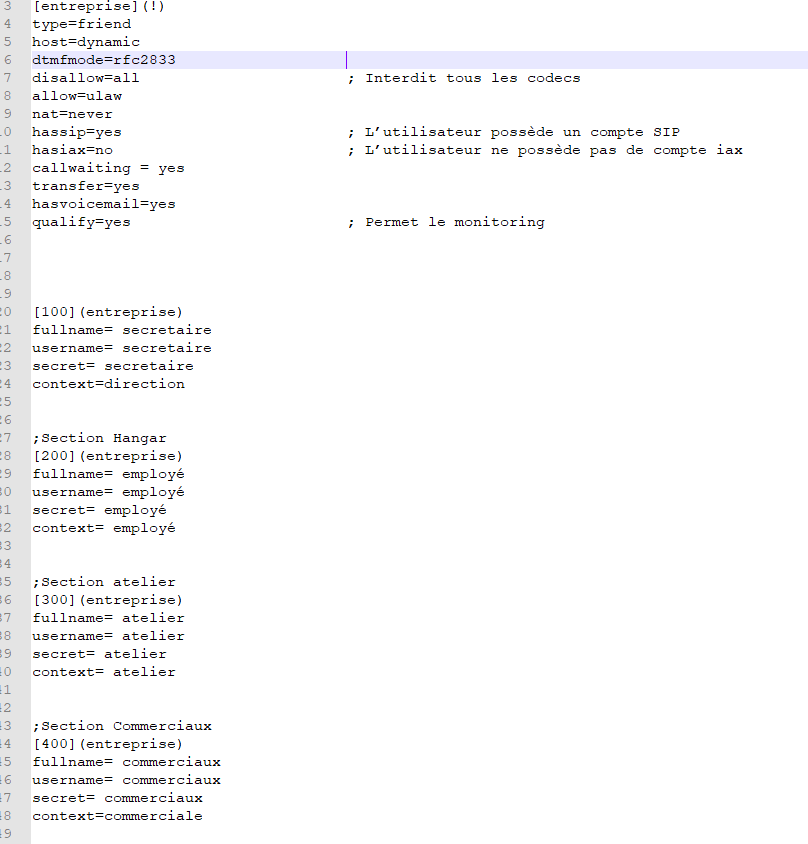 3 [entreprise](!)
4 type=friend
5 host=dynamic
6 dtmfmode=rfc2833
7 disallow=all ; Interdit tous les codecs
8 allow=ulaw
9 nat=never
0 hassip=yes ; L'utilisateur possède un compte SIP
1 hasiax=no ; L'utilisateur ne possède pas de compte iax
2 callwaiting = yes
3 transfer=yes
4 hasvoicemail=yes
5 qualify=yes ; Permet le monitoring
6
7
8
9
0 [100](entreprise)
1 fullname= secretaire
2 username= secretaire
3 secret= secretaire
4 context=direction
5
6
7 ;Section Hangar
8 [200](entreprise)
9 fullname= employé
0 username= employé
1 secret= employé
2 context= employé
3
4
5 ;Section atelier
6 [300](entreprise)
7 fullname= atelier
8 username= atelier
9 secret= atelier
0 context= atelier
1
2
3 ;Section Commerciaux
4 [400](entreprise)
5 fullname= commerciaux
6 username= commerciaux
7 secret= commerciaux
8 context=commerciale
9